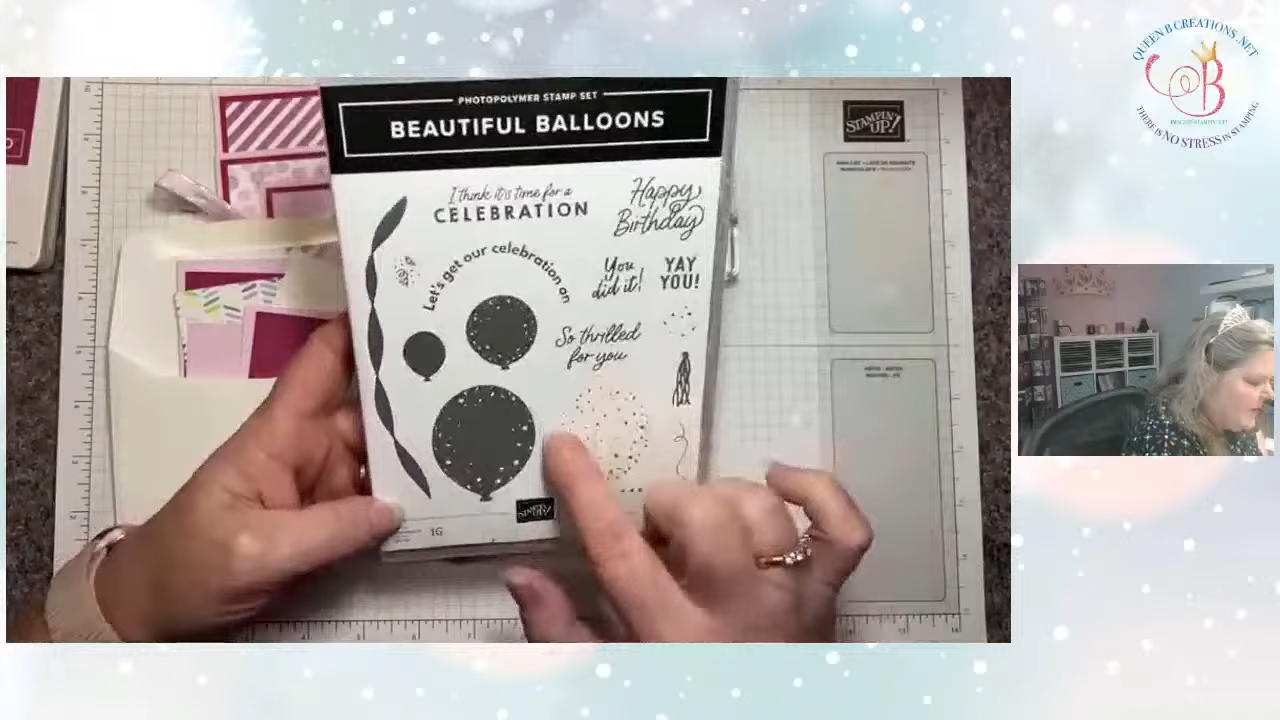 PHOTOPOLYMER STAMP SET
BEAUTIFUL BALLOONS
I think it's time for a
CELEBRATION
Happy
Birthday
Let's get our celebration on
You
did it!
YAY
YOU!
So thrilled
for you
STAMPIN'
UP!
16
STAMPIN'
UP!
QUEEN B CREATIONS.NET
B
THERE IS NO STRESS IN STAMPING